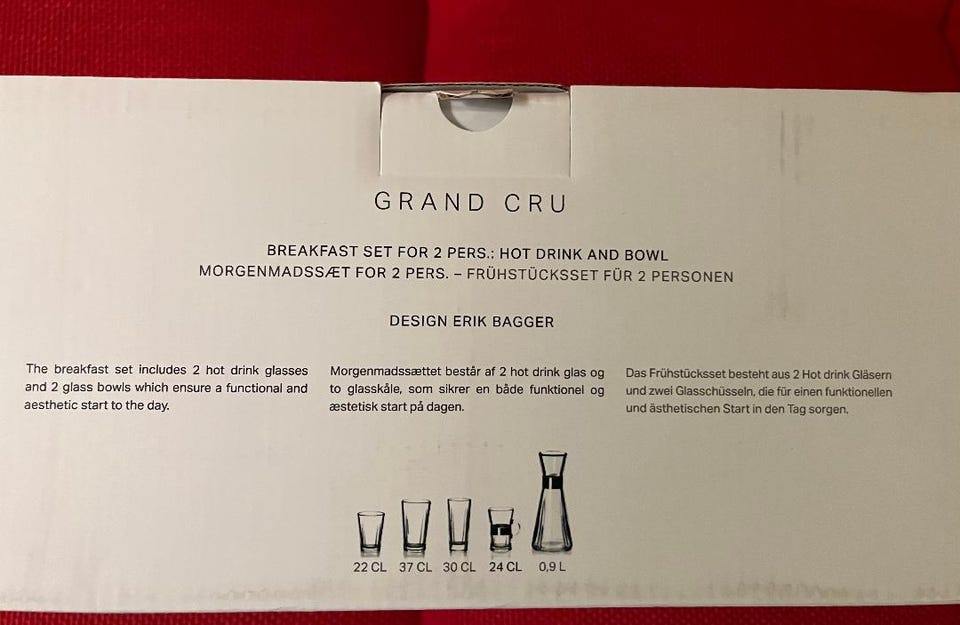 GRAND CRU
BREAKFAST SET FOR 2 PERS.: HOT DRINK AND BOWL
MORGENMADSSÆT FOR 2 PERS. – FRÜHSTÜCKSSET FÜR 2 PERSONEN
DESIGN ERIK BAGGER
The breakfast set includes 2 hot drink glasses
and 2 glass bowls which ensure a functional and
aesthetic start to the day.
Morgenmadssættet består af 2 hot drink glas og
to glasskåle, som sikrer en både funktionel og
æstetisk start på dagen.
Das Frühstücksset besteht aus 2 Hot drink Gläsern
und zwei Glasschüsseln, die für einen funktionellen
und ästhetischen Start in den Tag sorgen.
22 CL 37 CL 30 CL 24 CL 0,9 L